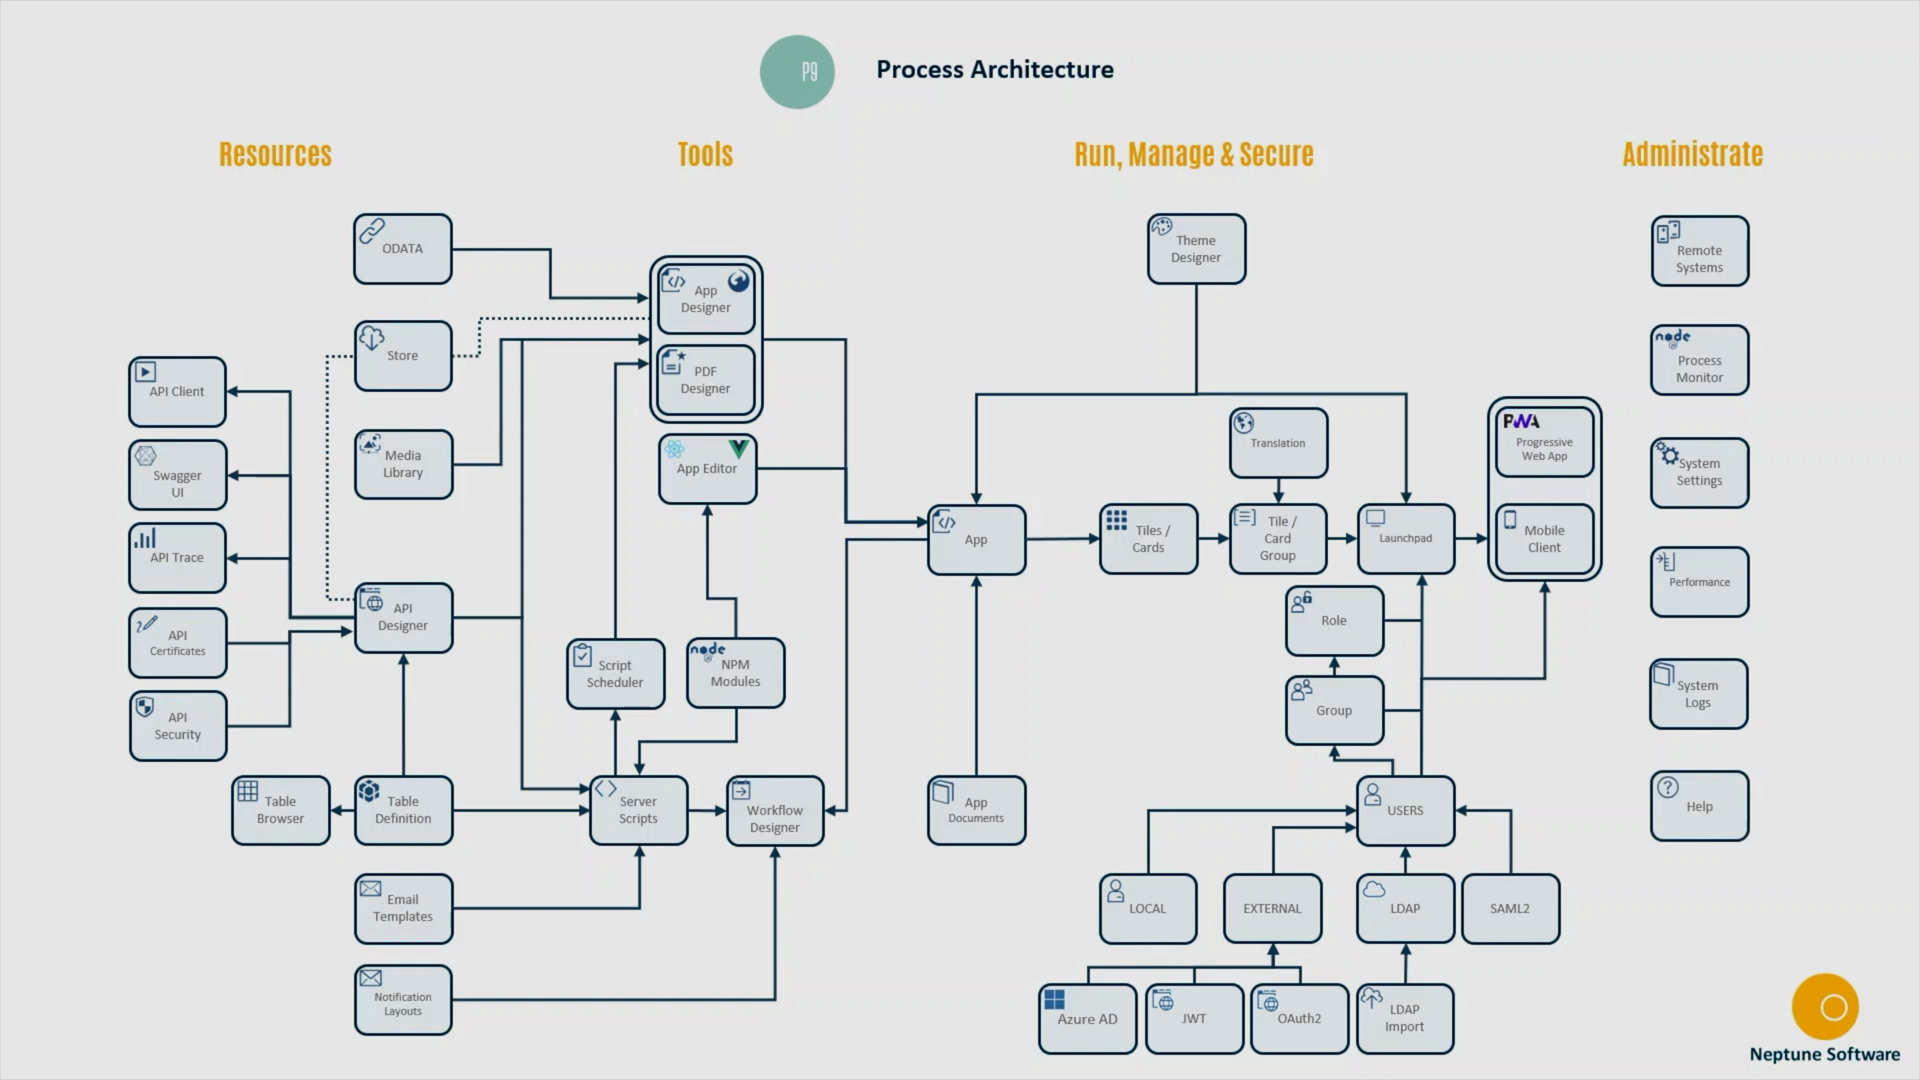 P9
Process Architecture
Resources
Tools
Run, Manage & Secure
Administrate
ODATA
Store
Media
Library
API Client
Swagger
UI
API Trace
API
Certificates
API
Security
API
Designer
Table
Browser
Table
Definition
Email
Templates
Notification
Layouts
App
Designer
PDF
Designer
App Editor
Script
Scheduler
node
NPM
Modules
Server
Scripts
Workflow
Designer
Theme
Designer
Translation
App
Tiles /
Cards
Tile /
Card
Group
Launchpad
PWA
Progressive
Web App
Mobile
Client
Role
Group
App
Documents
USERS
LOCAL
EXTERNAL
LDAP
SAML2
Azure AD
JWT
OAuth2
LDAP
Import
Remote
Systems
node
Process
Monitor
System
Settings
Performance
System
Logs
Help
Neptune Software